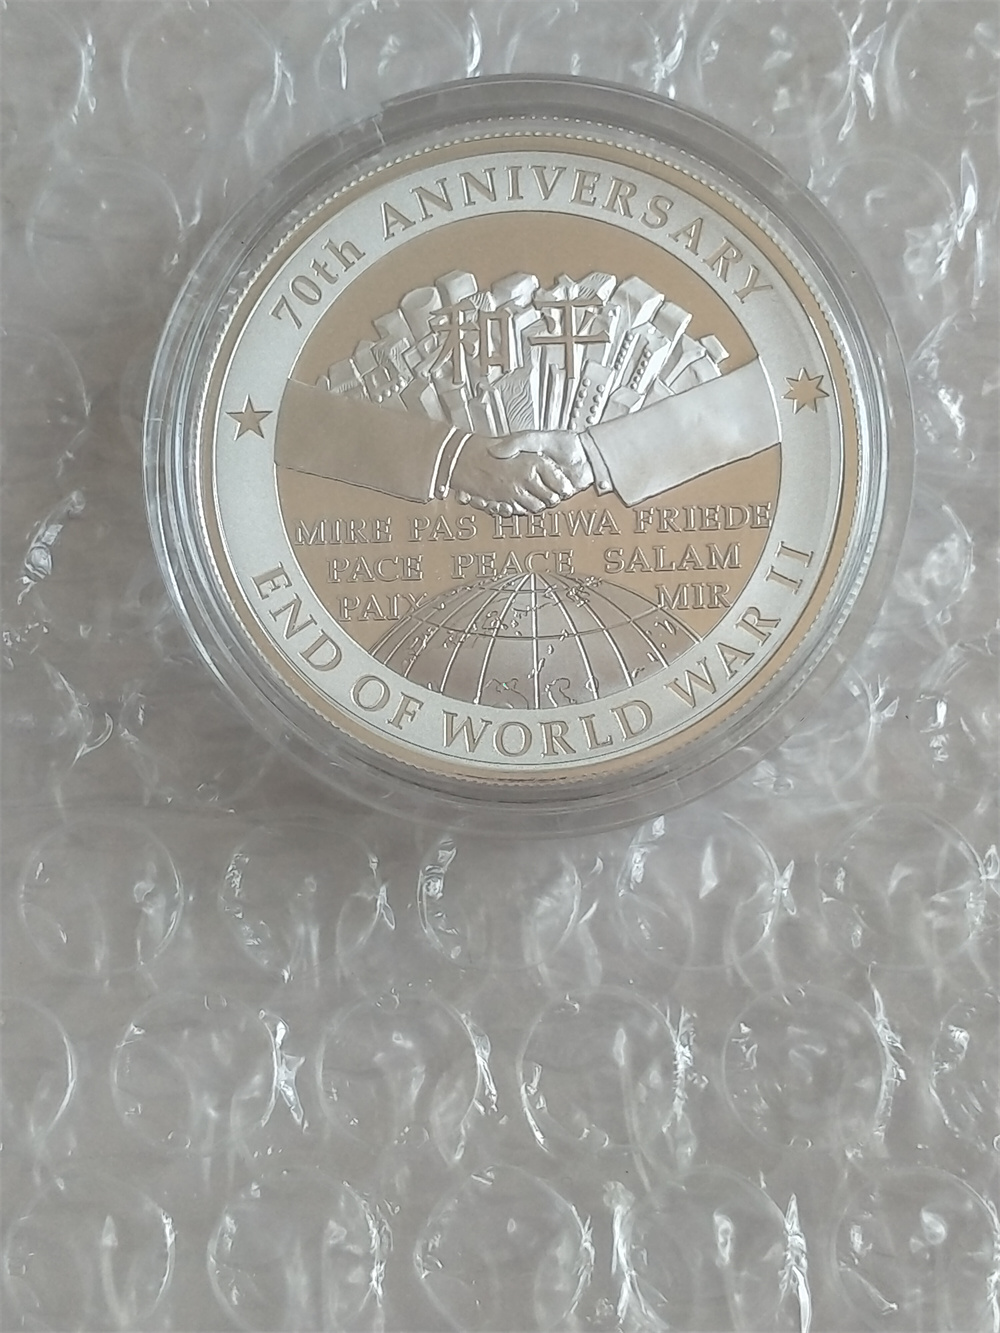 70th ANNIVERSARY
和平
MIRE PAS HEIWA FRIEDE
PACE PEACE SALAM
PAIX MIR
END OF WORLD WAR II